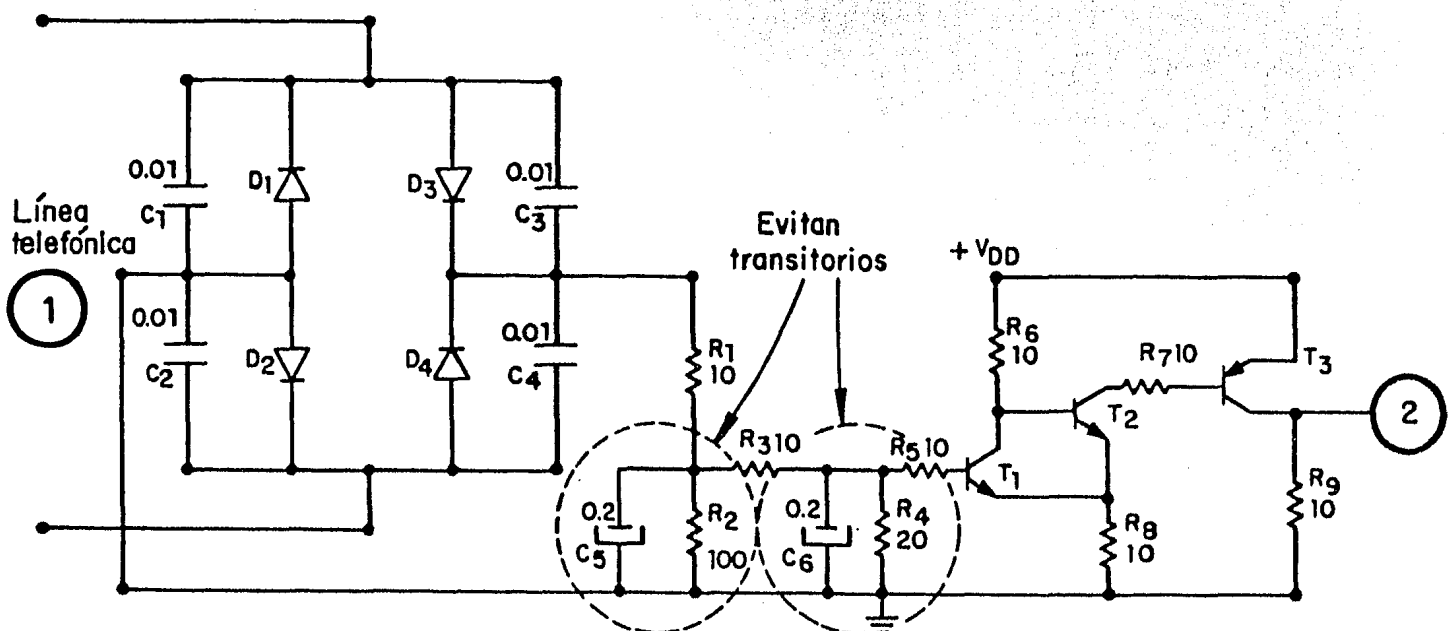 Línea
telefónica
1
0.01
C1
0.01
C2
D1
D2
D3
D4
0.01
C3
0.01
C4
Evitan
transitorios
R1
10
0.2
C5
R2
100
R3 10
0.2
C6
R4
20
R5 10
+ VDD
R6
10
T1
R7 10
T2
T3
R8
10
R9
10
2